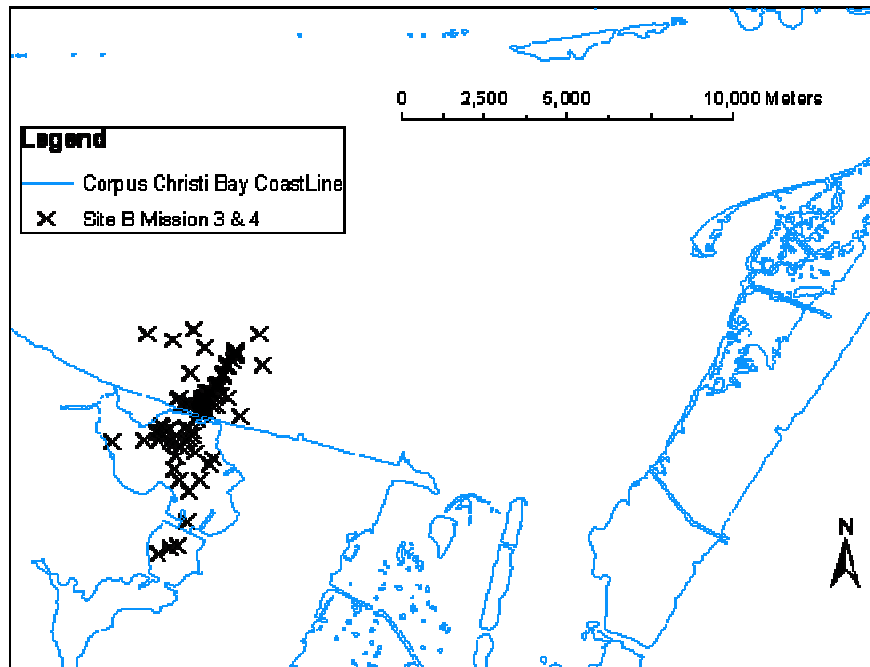 0 2,500 5,000 10,000 Meters
Legend
Corpus Christi Bay CoastLine
Site B Mission 3 & 4
N